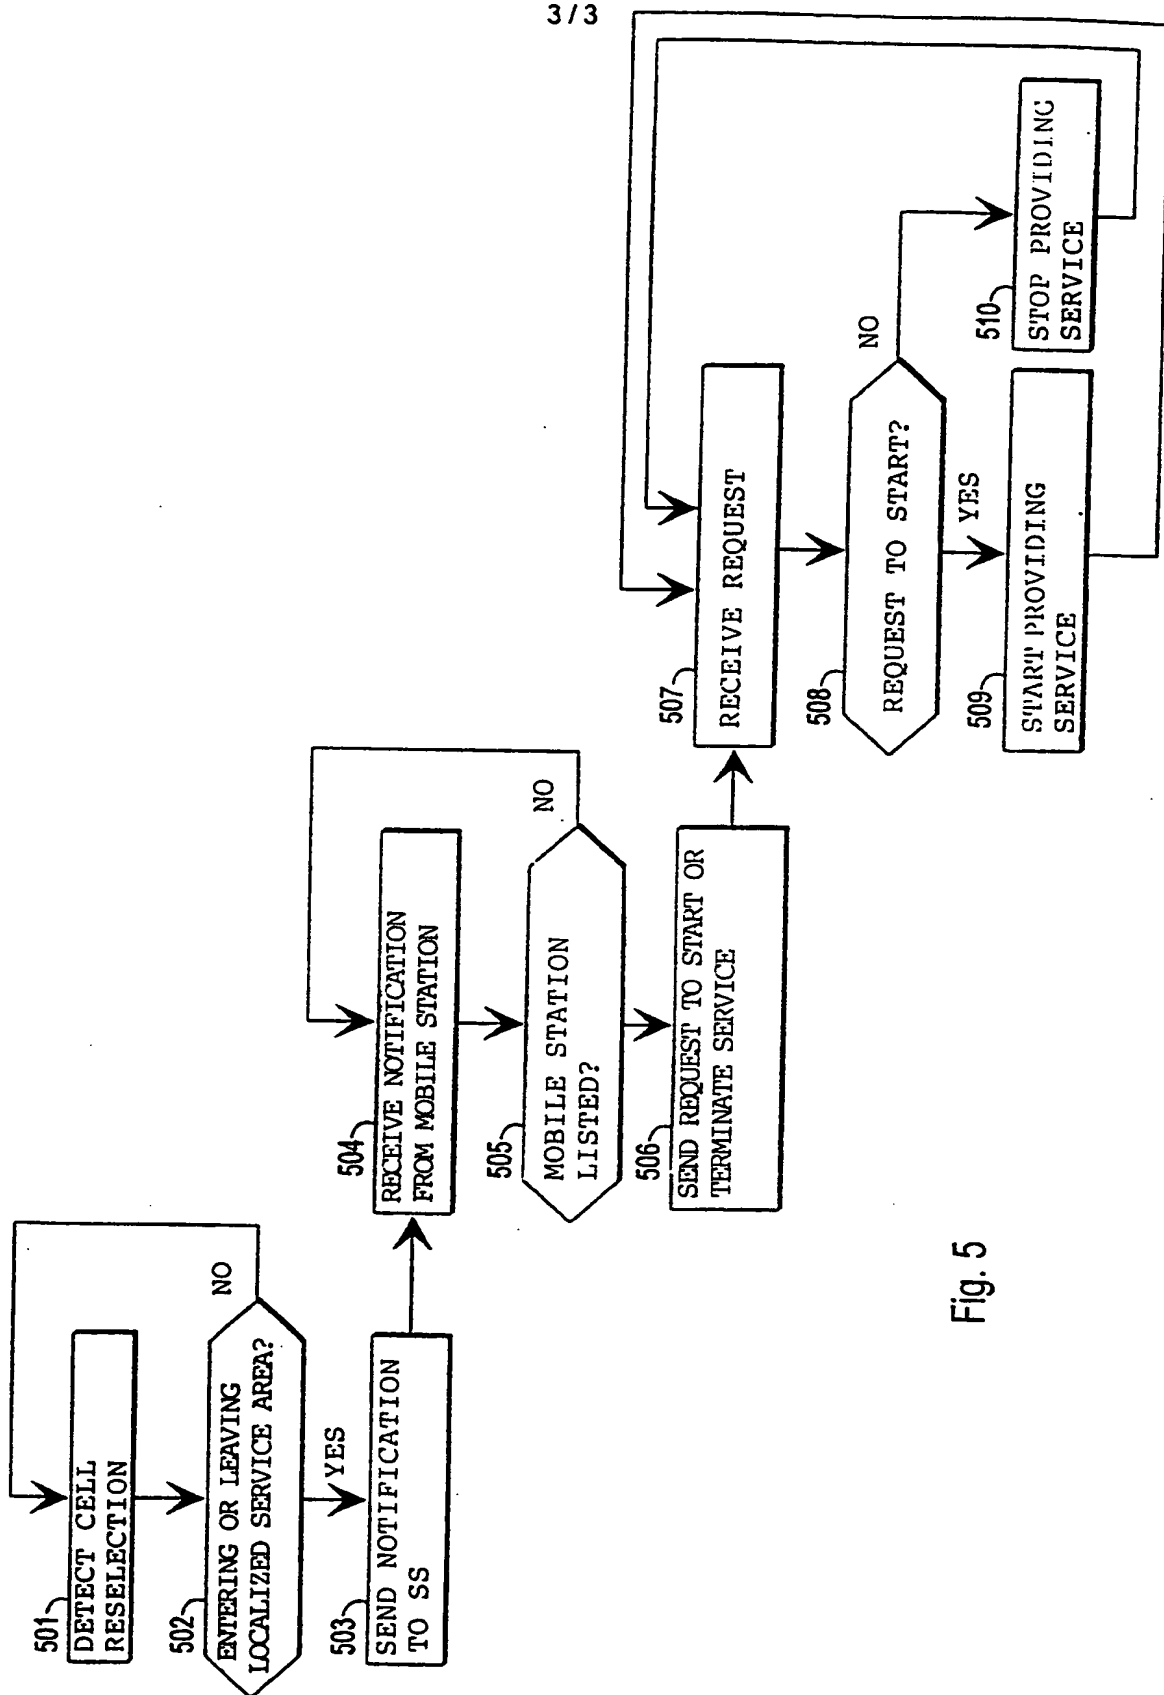 3/3
501
DETECT CELL
RESELECTION
502
ENTERING OR LEAVING
LOCALIZED SERVICE AREA?
NO
YES
503
SEND NOTIFICATION
TO SS
504
RECEIVE NOTIFICATION
FROM MOBILE STATION
505
MOBILE STATION
LISTED?
NO
506
SEND REQUEST TO START OR
TERMINATE SERVICE
507
RECEIVE REQUEST
508
REQUEST TO START?
NO
YES
509
START PROVIDING
SERVICE
510
STOP PROVIDING
SERVICE
Fig. 5